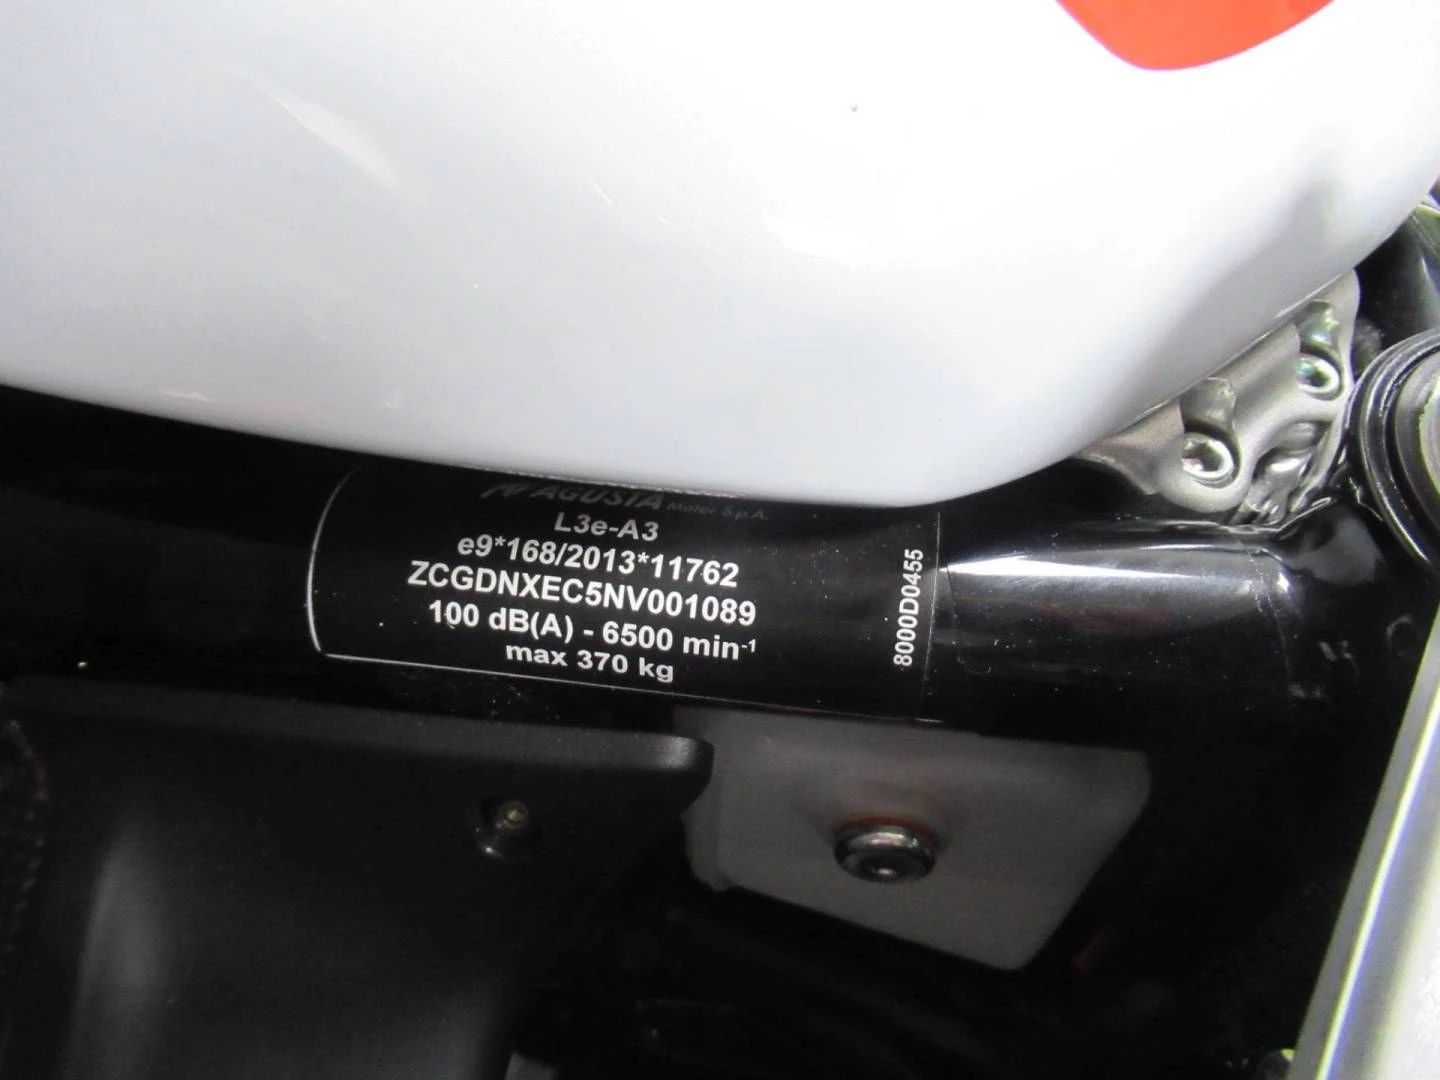 AGUSTA Motor S.p.A.
L3e-A3
e9*168/2013*11762
ZCGDNXEC5NV001089
100 dB(A) - 6500 min-1
max 370 kg
8000D0455